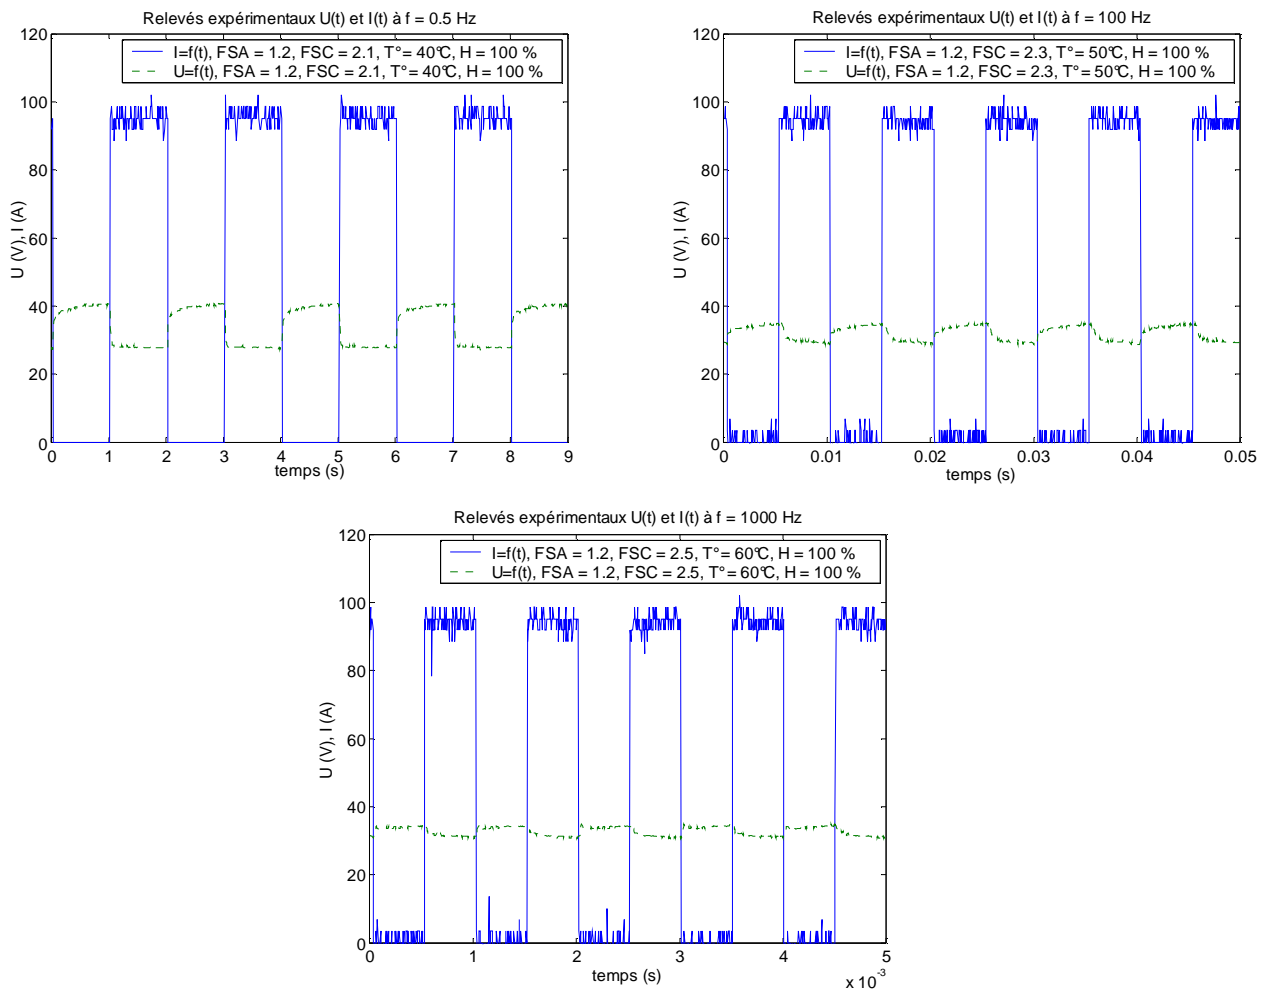 Relevés expérimentaux U(t) et I(t) à f = 0.5 Hz
120
I=f(t), FSA = 1.2, FSC = 2.1, T°= 40°C, H = 100 %
U=f(t), FSA = 1.2, FSC = 2.1, T°= 40°C, H = 100 %
100
80
60
40
20
0
U (V), I (A)
0 1 2 3 4 5 6 7 8 9
temps (s)
Relevés expérimentaux U(t) et I(t) à f = 100 Hz
120
I=f(t), FSA = 1.2, FSC = 2.3, T°= 50°C, H = 100 %
U=f(t), FSA = 1.2, FSC = 2.3, T°= 50°C, H = 100 %
100
80
60
40
20
0
U (V), I (A)
0 0.01 0.02 0.03 0.04 0.05
temps (s)
Relevés expérimentaux U(t) et I(t) à f = 1000 Hz
120
I=f(t), FSA = 1.2, FSC = 2.5, T°= 60°C, H = 100 %
U=f(t), FSA = 1.2, FSC = 2.5, T°= 60°C, H = 100 %
100
80
60
40
20
0
U (V), I (A)
0 1 2 3 4 5
temps (s)
x 10⁻³